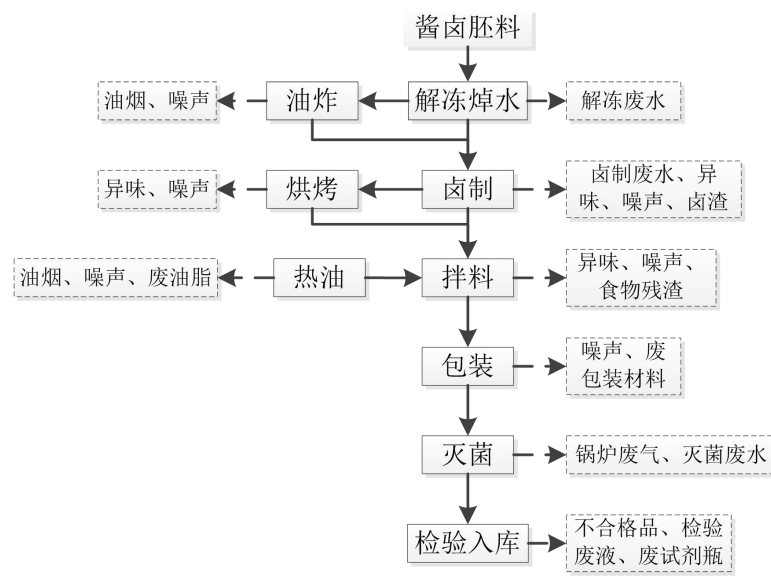 酱卤胚料
油烟、噪声
油炸
解冻焯水
解冻废水
异味、噪声
烘烤
卤制
卤制废水、异
味、噪声、卤渣
油烟、噪声、废油脂
热油
拌料
异味、噪声、
食物残渣
包装
噪声、废
包装材料
灭菌
锅炉废气、灭菌废水
检验入库
不合格品、检验
废液、废试剂瓶